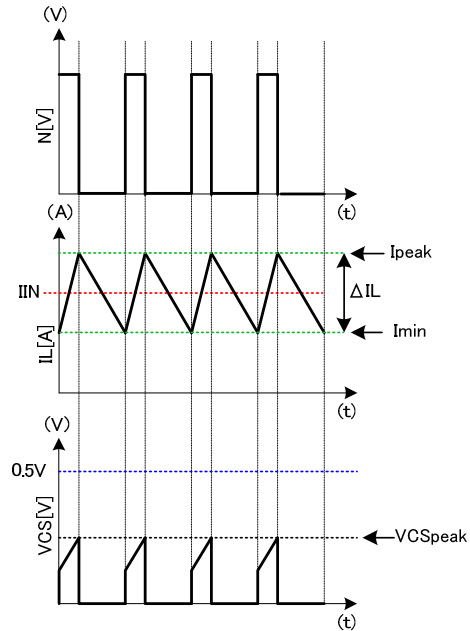 (V)
N[V]
(t)
(A)
Ipeak
IIN
ΔIL
Imin
IL[A]
(t)
(V)
0.5V
VCS[V]
VCSpeak
(t)